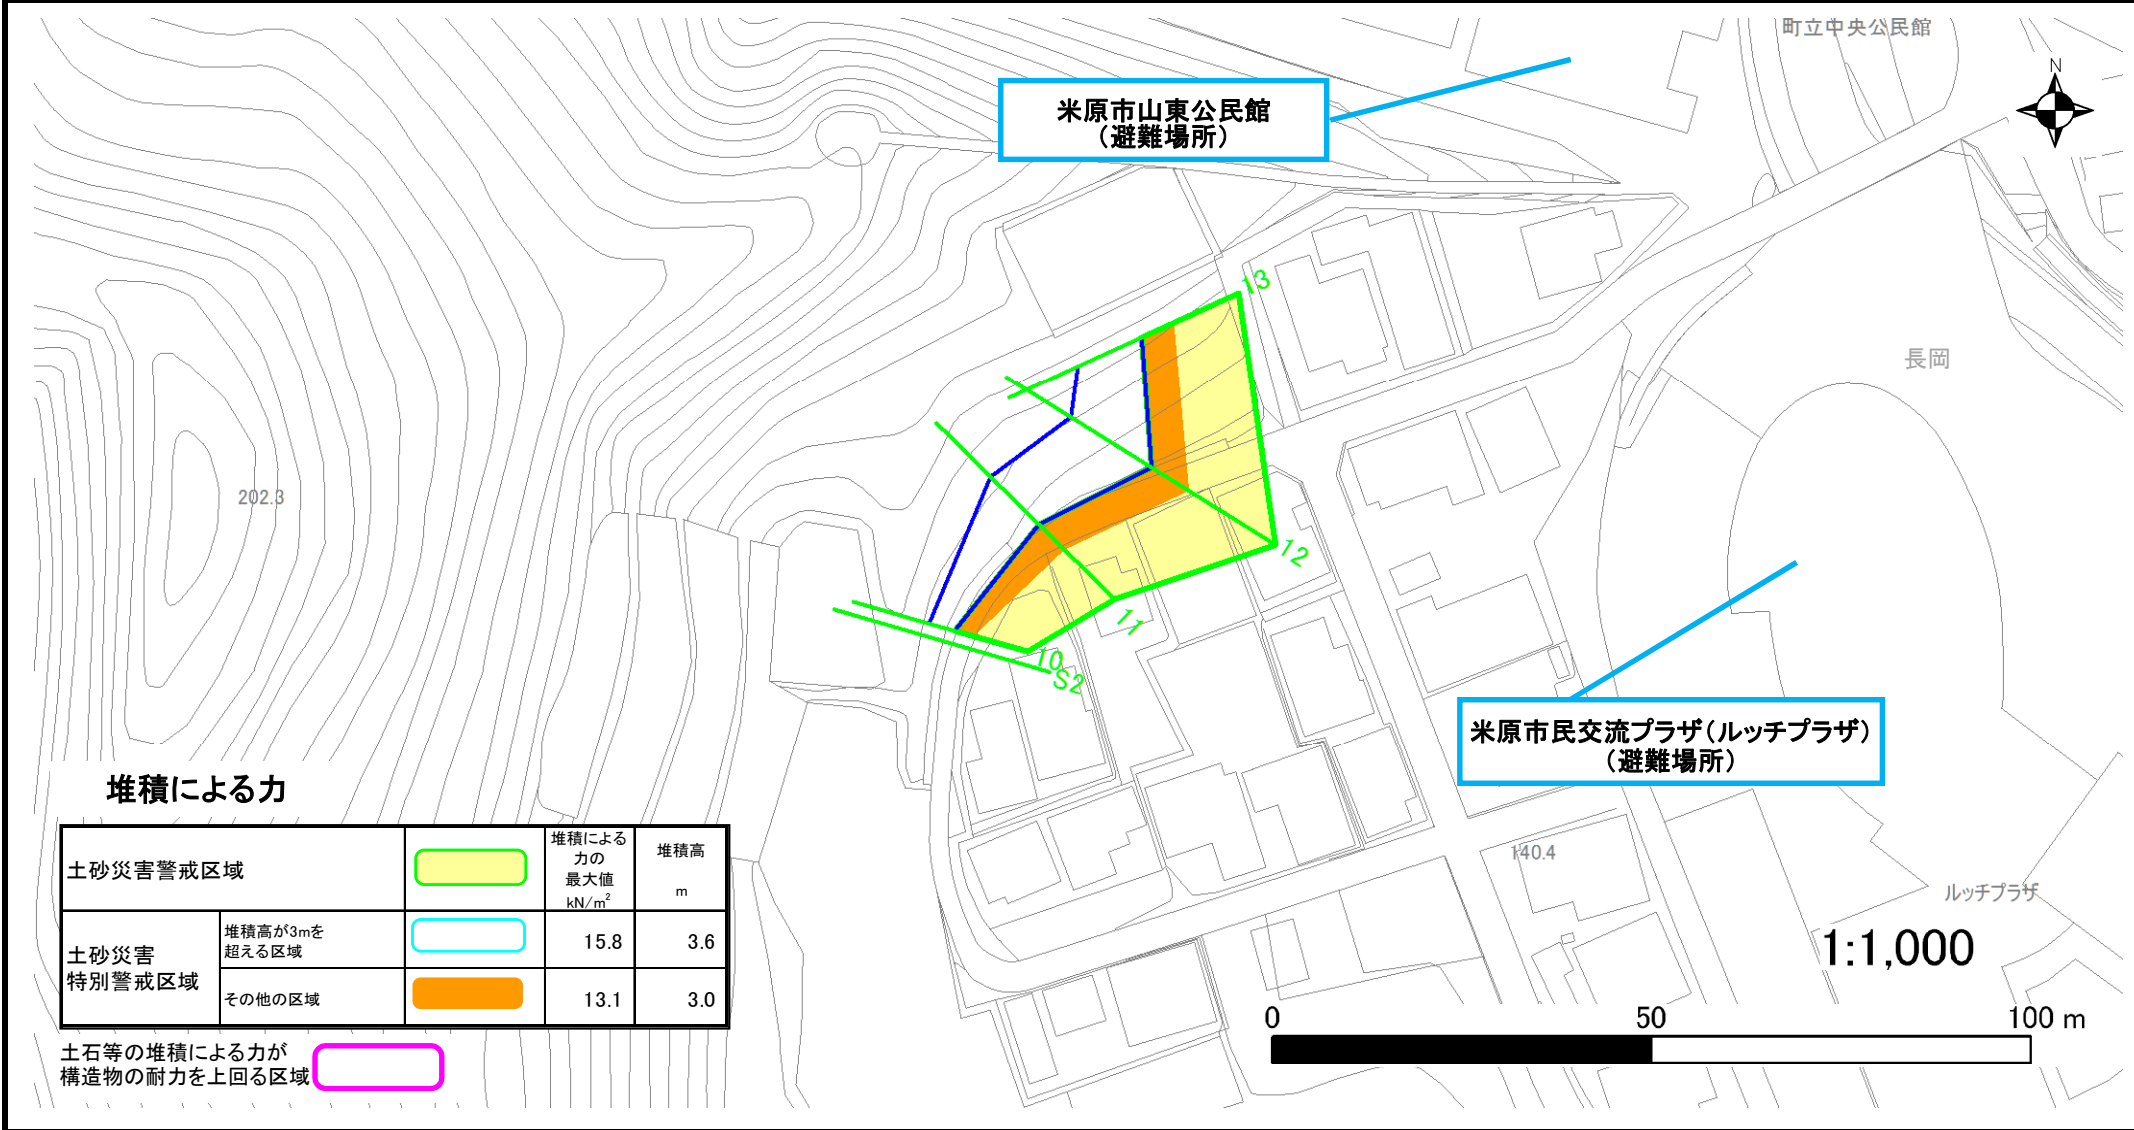 町立中央公民館
N
米原市山東公民館
（避難場所）
13
長岡
202.3
12
11
10
S2
米原市民交流プラザ（ルッチプラザ）
（避難場所）
堆積による力
土砂災害警戒区域
堆積による
力の
最大値
kN/m²
堆積高
m
土砂災害
特別警戒区域
堆積高が3mを
超える区域
15.8
3.6
その他の区域
13.1
3.0
土石等の堆積による力が
構造物の耐力を上回る区域
140.4
ルッチプラザ
1:1,000
0
50
100 m